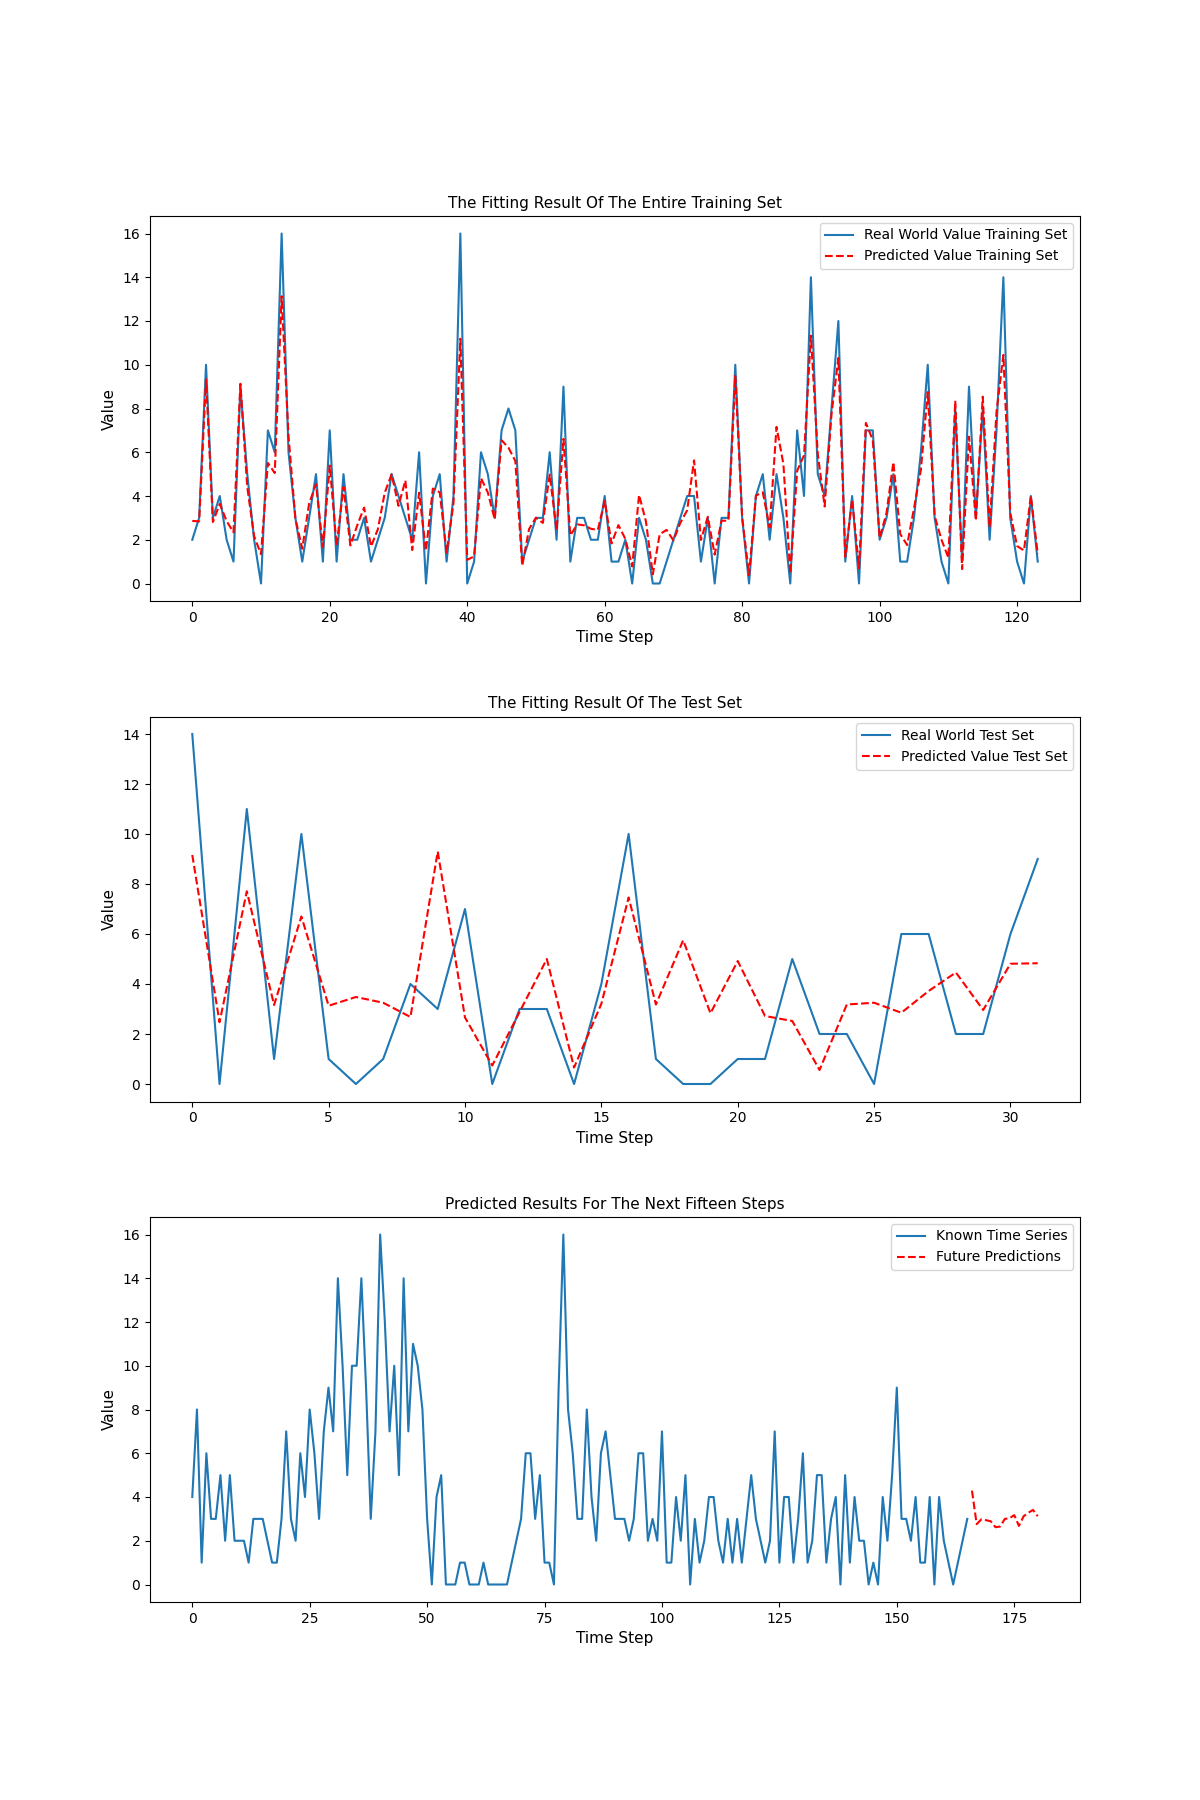 The Fitting Result Of The Entire Training Set
Real World Value Training Set
Predicted Value Training Set
Value
16
14
12
10
8
6
4
2
0
0 20 40 60 80 100 120
Time Step
The Fitting Result Of The Test Set
Real World Test Set
Predicted Value Test Set
Value
14
12
10
8
6
4
2
0
0 5 10 15 20 25 30
Time Step
Predicted Results For The Next Fifteen Steps
Known Time Series
Future Predictions
Value
16
14
12
10
8
6
4
2
0
0 25 50 75 100 125 150 175
Time Step